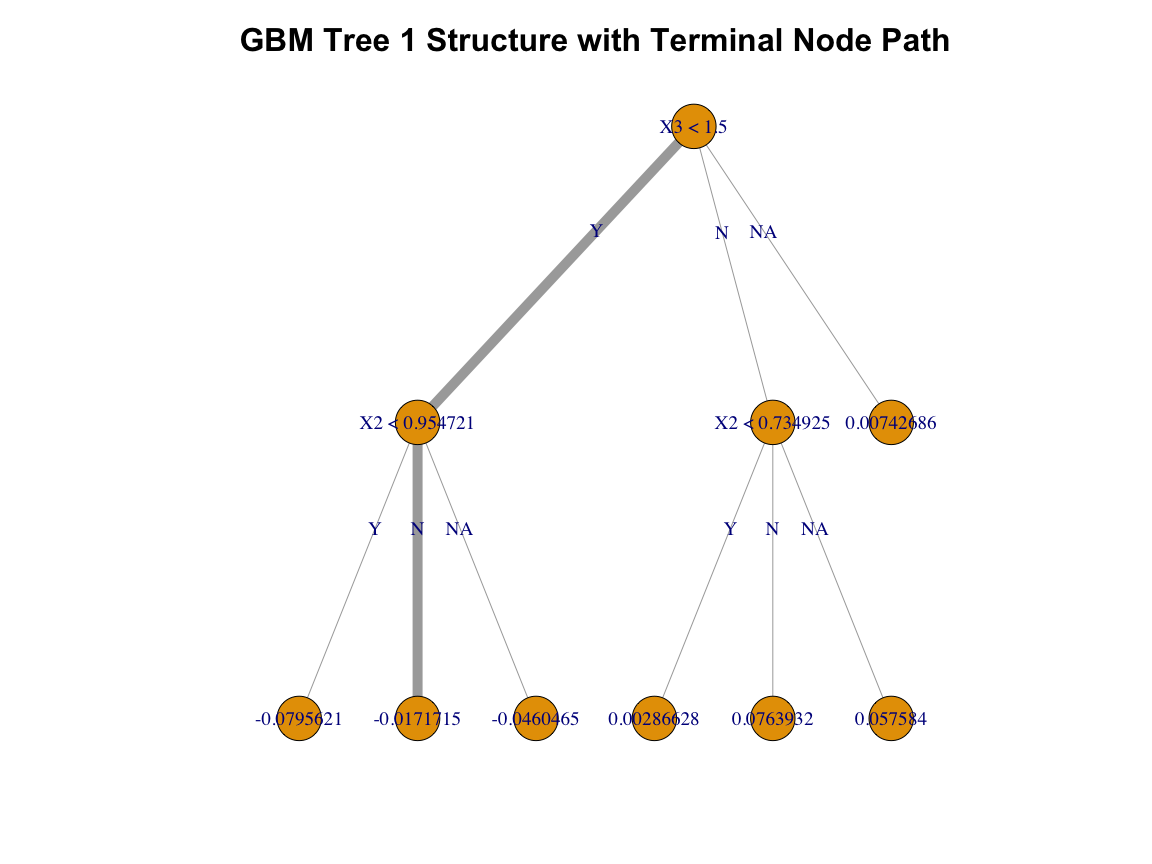 GBM Tree 1 Structure with Terminal Node Path
X3 < 1.5
Y N NA
X2 < 0.954721 X2 < 0.734925 0.00742686
Y N NA Y N NA
-0.0795621 -0.0171715 -0.0460465 0.00286628 0.0763932 0.057584